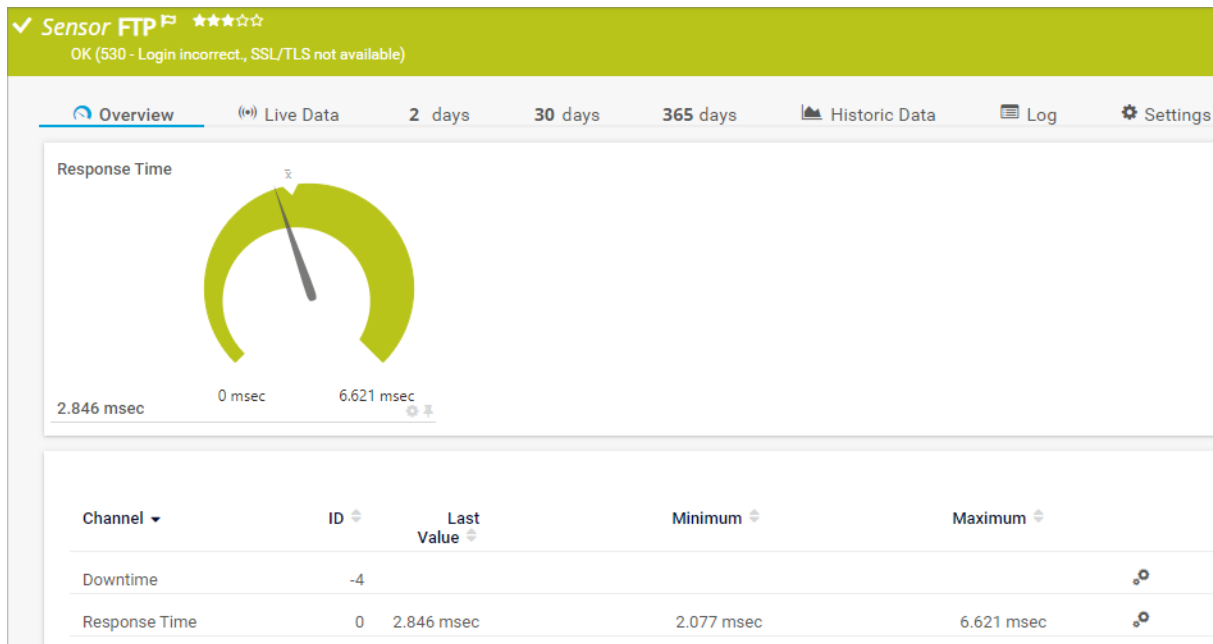 Sensor FTP
OK (530 - Login incorrect., SSL/TLS not available)
Overview Live Data 2 days 30 days 365 days Historic Data Log Settings
Response Time
x̄
0 msec 6.621 msec
2.846 msec
Channel ID Last Value Minimum Maximum
Downtime -4
Response Time 0 2.846 msec 2.077 msec 6.621 msec